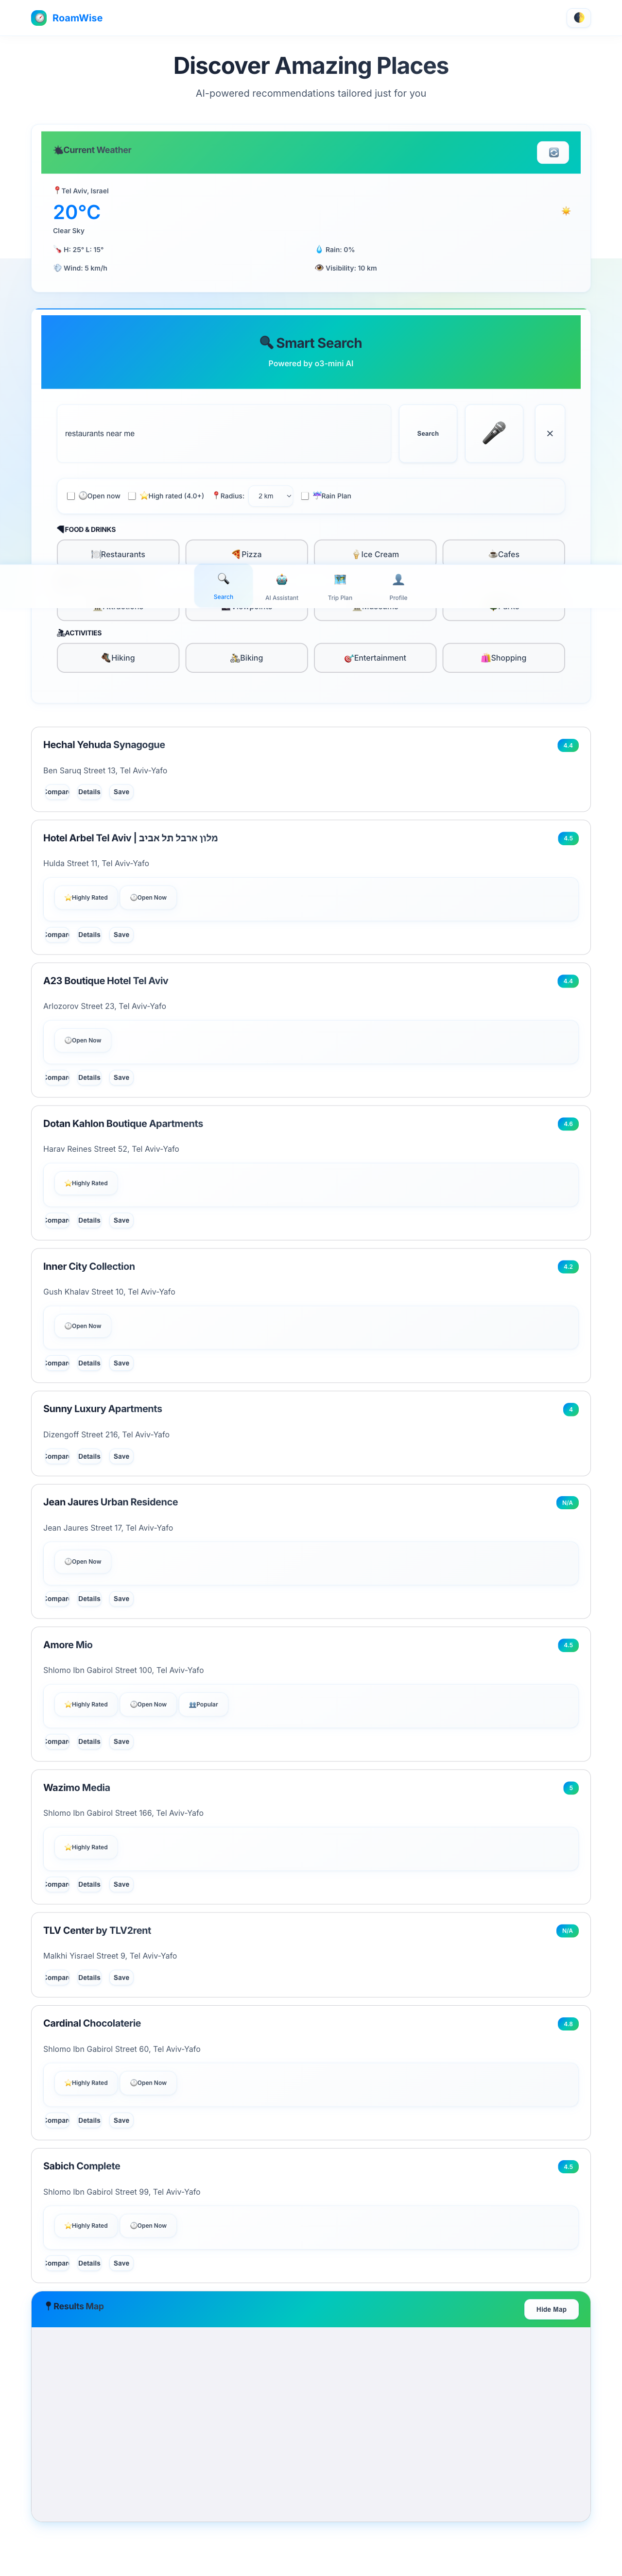 RoamWise
Discover Amazing Places
AI-powered recommendations tailored just for you
Current Weather
Tel Aviv, Israel
20°C
Clear Sky
H: 25° L: 15°
Rain: 0%
Wind: 5 km/h
Visibility: 10 km
Smart Search
Powered by o3-mini AI
restaurants near me
Search
×
Open now
High rated (4.0+)
Radius:
2 km
Rain Plan
FOOD & DRINKS
Restaurants
Pizza
Ice Cream
Cafes
Search
AI Assistant
Trip Plan
Profile
ACTIVITIES
Hiking
Biking
Entertainment
Shopping
Hechal Yehuda Synagogue
4.4
Ben Saruq Street 13, Tel Aviv-Yafo
Compare Details Save
Hotel Arbel Tel Aviv | מלון ארבל תל אביב
4.5
Hulda Street 11, Tel Aviv-Yafo
Highly Rated Open Now
Compare Details Save
A23 Boutique Hotel Tel Aviv
4.4
Arlozorov Street 23, Tel Aviv-Yafo
Open Now
Compare Details Save
Dotan Kahlon Boutique Apartments
4.6
Harav Reines Street 52, Tel Aviv-Yafo
Highly Rated
Compare Details Save
Inner City Collection
4.2
Gush Khalav Street 10, Tel Aviv-Yafo
Open Now
Compare Details Save
Sunny Luxury Apartments
4
Dizengoff Street 216, Tel Aviv-Yafo
Compare Details Save
Jean Jaures Urban Residence
N/A
Jean Jaures Street 17, Tel Aviv-Yafo
Open Now
Compare Details Save
Amore Mio
4.5
Shlomo Ibn Gabirol Street 100, Tel Aviv-Yafo
Highly Rated Open Now Popular
Compare Details Save
Wazimo Media
5
Shlomo Ibn Gabirol Street 166, Tel Aviv-Yafo
Highly Rated
Compare Details Save
TLV Center by TLV2rent
N/A
Malkhi Yisrael Street 9, Tel Aviv-Yafo
Compare Details Save
Cardinal Chocolaterie
4.8
Shlomo Ibn Gabirol Street 60, Tel Aviv-Yafo
Highly Rated Open Now
Compare Details Save
Sabich Complete
4.5
Shlomo Ibn Gabirol Street 99, Tel Aviv-Yafo
Highly Rated Open Now
Compare Details Save
Results Map
Hide Map